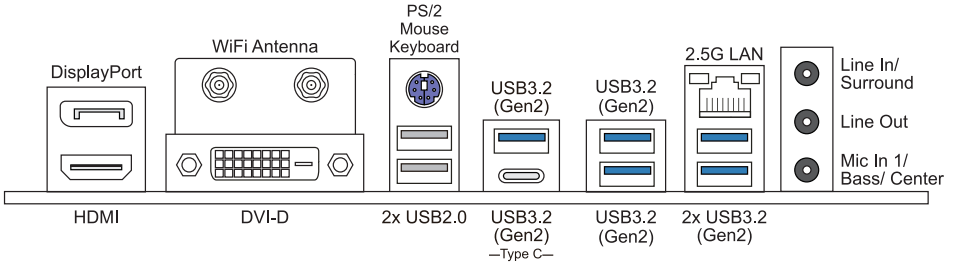 DisplayPort
HDMI
WiFi Antenna
DVI-D
PS/2
Mouse
Keyboard
2x USB2.0
USB3.2
(Gen2)
USB3.2
(Gen2)
—Type C—
USB3.2
(Gen2)
USB3.2
(Gen2)
2.5G LAN
2x USB3.2
(Gen2)
Line In/
Surround
Line Out
Mic In 1/
Bass/ Center